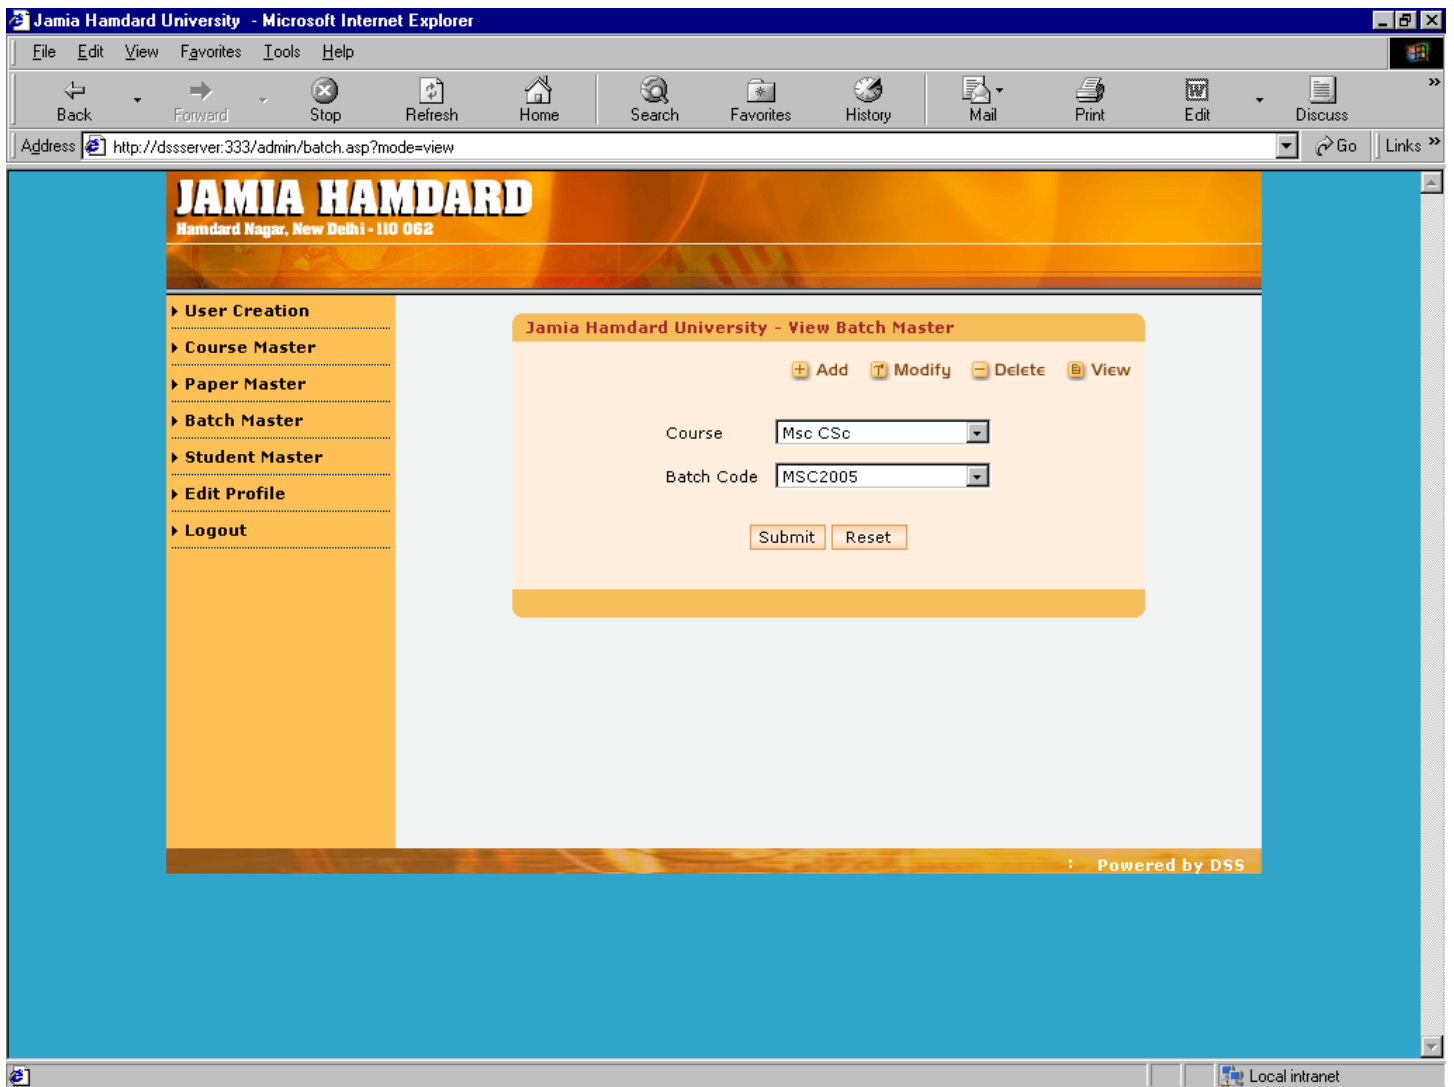 Jamia Hamdard University - Microsoft Internet Explorer
File Edit View Favorites Tools Help
Back Forward Stop Refresh Home Search Favorites History Mail Print Edit Discuss »
Address http://dssserver:333/admin/batch.asp?mode=view Go Links »
JAMIA HAMDARD
Hamdard Nagar, New Delhi - 110 062
User Creation
Course Master
Paper Master
Batch Master
Student Master
Edit Profile
Logout
Jamia Hamdard University - View Batch Master
Add Modify Delete View
Course Msc CSc
Batch Code MSC2005
Submit Reset
: Powered by DSS
Local intranet